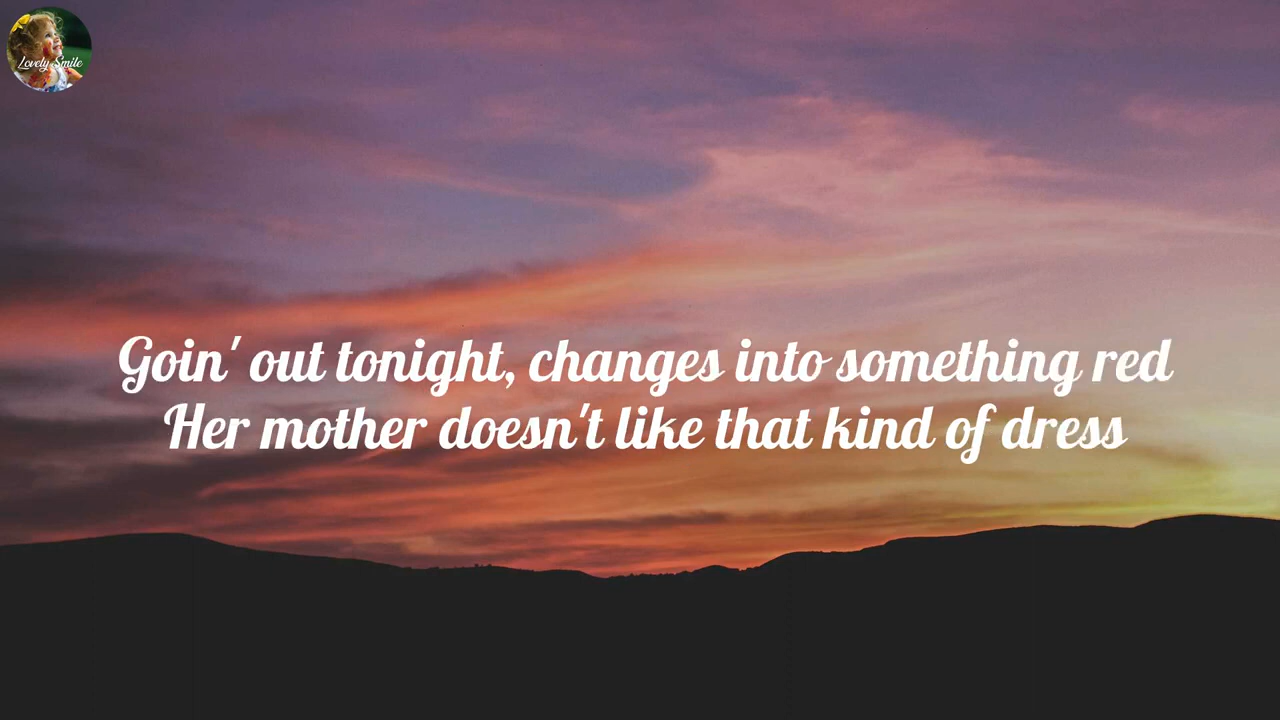 Lovely Smile
Goin' out tonight, changes into something red
Her mother doesn't like that kind of dress